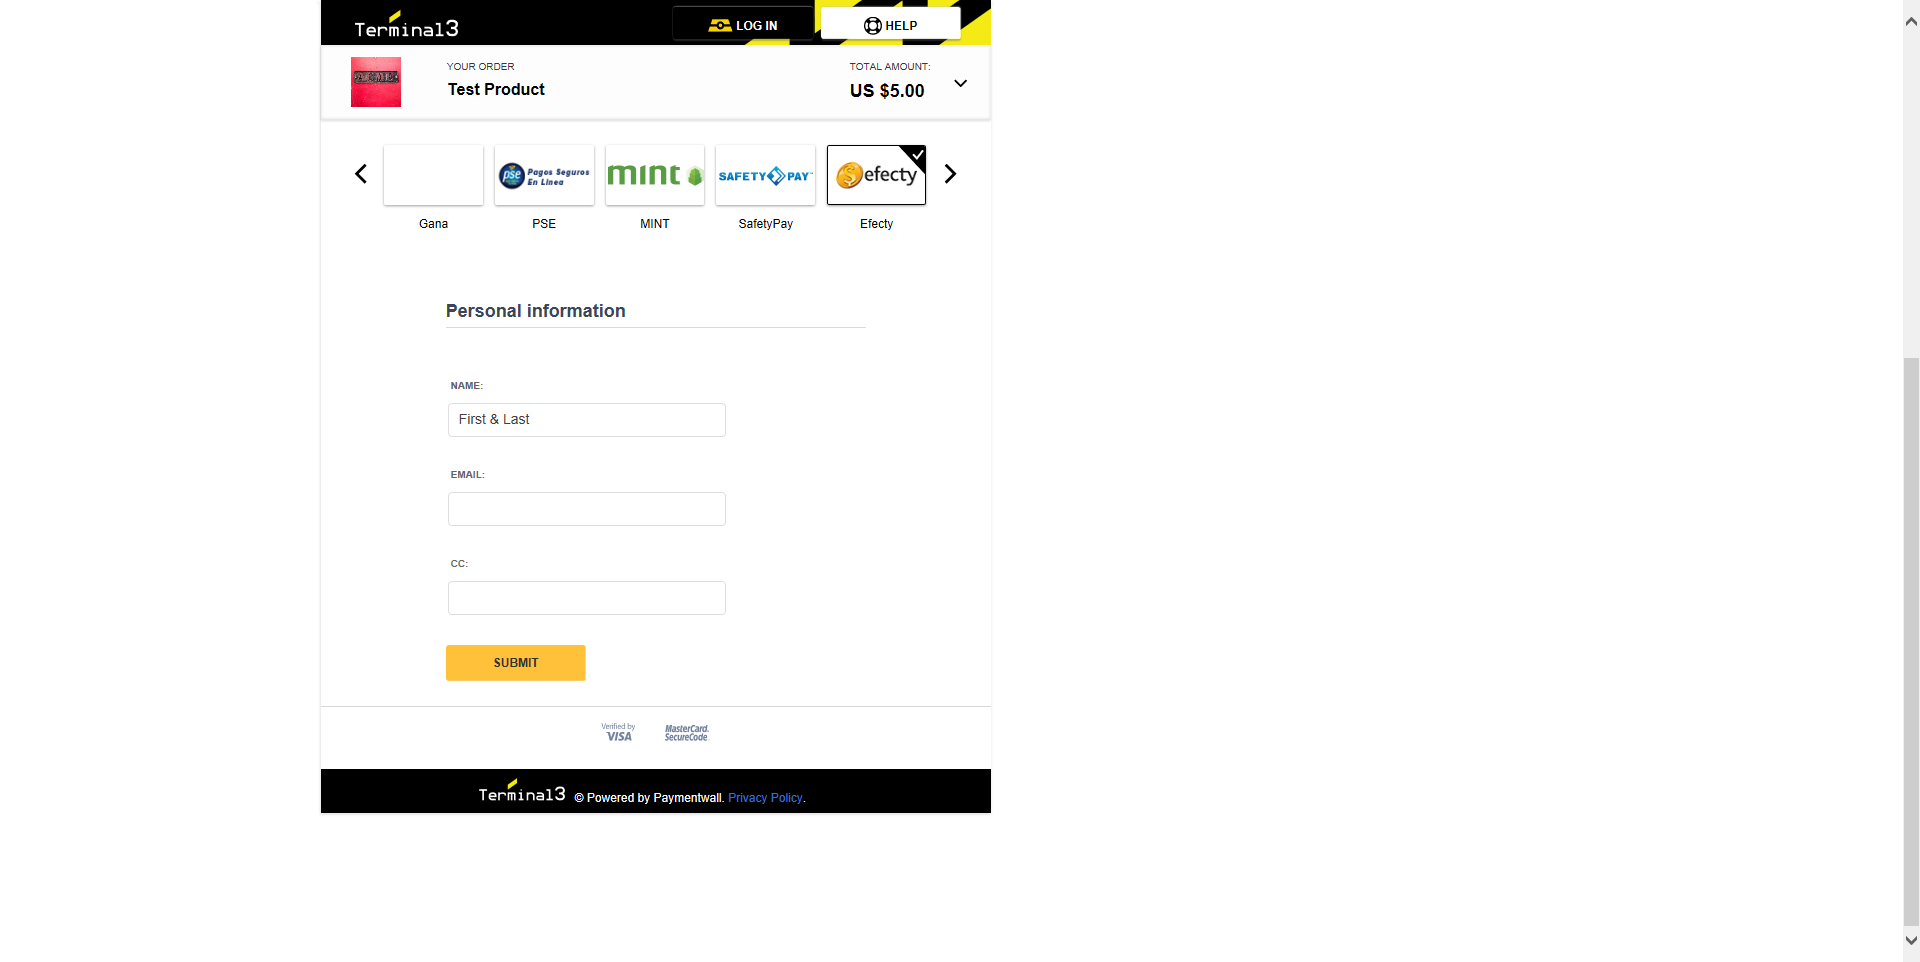 Terminal3
LOG IN
HELP
YOUR ORDER
Test Product
TOTAL AMOUNT:
US $5.00
pse Pagos Seguros
En Línea
mint
SAFETY PAY
efecty
Gana
PSE
MINT
SafetyPay
Efecty
Personal information
NAME:
First & Last
EMAIL:
CC:
SUBMIT
Verified by
VISA
MasterCard.
SecureCode.
Terminal3 © Powered by Paymentwall. Privacy Policy.